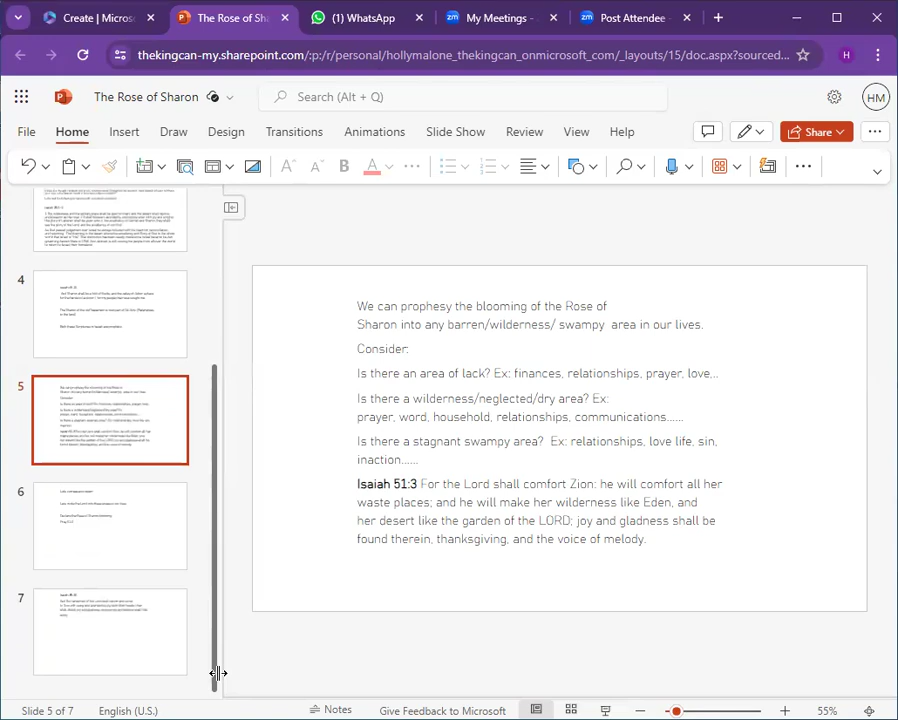 Create | Micros
The Rose of Sha
(1) WhatsApp
My Meetings -
Post Attendee
thekingcan-my.sharepoint.com/:p:/r/personal/hollymalone_thekingcan_onmicrosoft_com/_layouts/15/doc.aspx?sourced...
H
The Rose of Sharon
Search (Alt + Q)
HM
File Home Insert Draw Design Transitions Animations Slide Show Review View Help
Share
4
5
6
7
We can prophesy the blooming of the Rose of
Sharon into any barren/wilderness/ swampy area in our lives.
Consider:
Is there an area of lack? Ex: finances, relationships, prayer, love,..
Is there a wilderness/neglected/dry area? Ex:
prayer, word, household, relationships, communications......
Is there a stagnant swampy area? Ex: relationships, love life, sin,
inaction......
Isaiah 51:3 For the Lord shall comfort Zion: he will comfort all her
waste places; and he will make her wilderness like Eden, and
her desert like the garden of the LORD; joy and gladness shall be
found therein, thanksgiving, and the voice of melody.
Slide 5 of 7
English (U.S.)
Notes
Give Feedback to Microsoft
55%